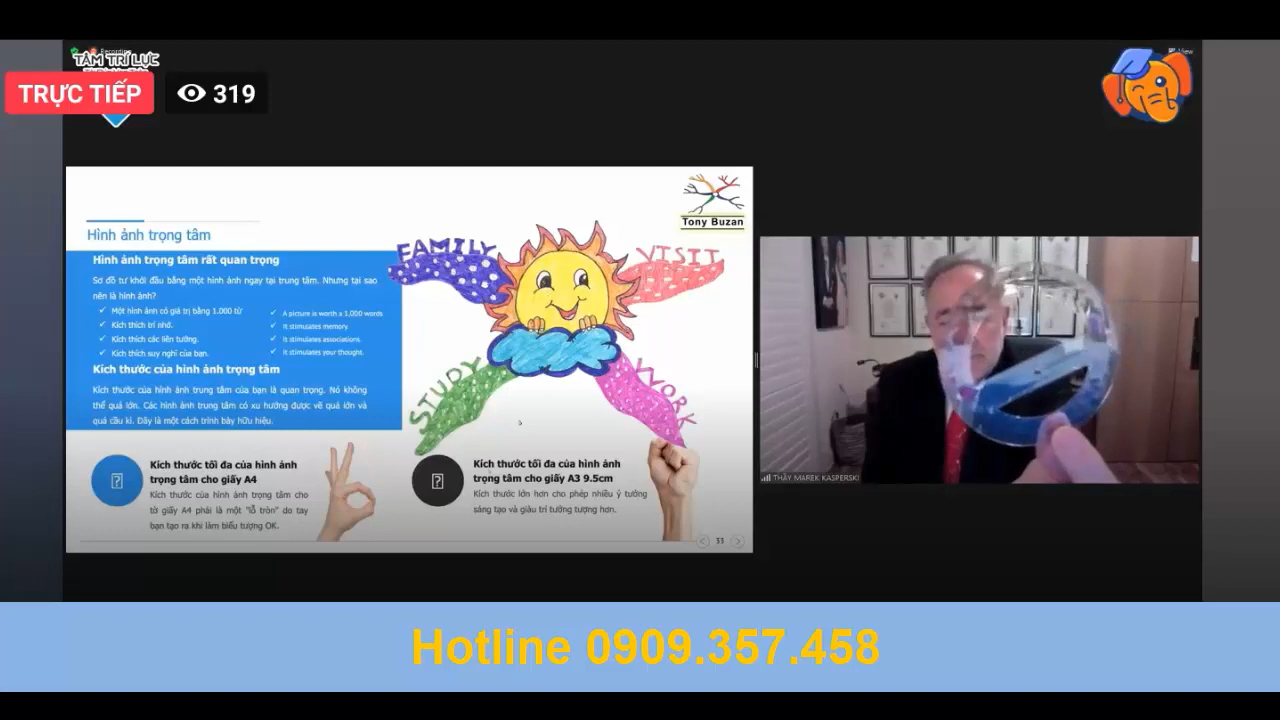 Recording
View
TÂM TRÍ LỰC
TRỰC TIẾP
319
Tony Buzan
Hình ảnh trọng tâm
Hình ảnh trọng tâm rất quan trọng
Sơ đồ tư khởi đầu bằng một hình ảnh ngay tại trung tâm. Nhưng tại sao
nên là hình ảnh?
✓ Một hình ảnh có giá trị bằng 1.000 từ
✓ Kích thích trí nhớ.
✓ Kích thích các liên tưởng.
✓ Kích thích suy nghĩ của bạn.
✓ A picture is worth a 1,000 words
✓ It stimulates memory
✓ It stimulates associations.
✓ It stimulates your thought.
Kích thước của hình ảnh trọng tâm
Kích thước của hình ảnh trung tâm của bạn là quan trọng. Nó không
thể quá lớn. Các hình ảnh trung tâm có xu hướng được vẽ quá lớn và
quá cầu kì. Đây là một cách trình bày hữu hiệu.
FAMILY
VISIT
STUDY
WORK
Kích thước tối đa của hình ảnh
trọng tâm cho giấy A4
Kích thước của hình ảnh trọng tâm cho
tờ giấy A4 phải là một "lỗ tròn" do tay
bạn tạo ra khi làm biểu tượng OK.
Kích thước tối đa của hình ảnh
trọng tâm cho giấy A3 9.5cm
Kích thước lớn hơn cho phép nhiều ý tưởng
sáng tạo và giàu trí tưởng tượng hơn.
33
THẦY MAREK KASPERSKI
Hotline 0909.357.458